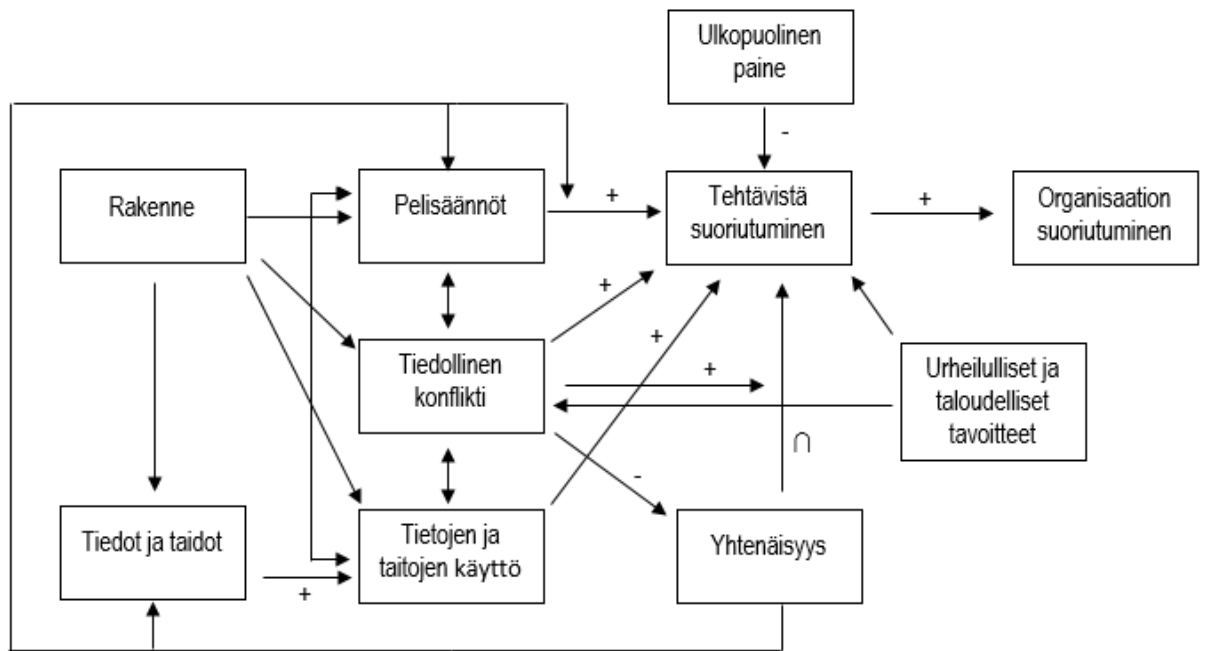 Ulkopuolinen
paine
-
Rakenne
Pelisäännöt
+
Tehtävistä
suoriutuminen
+
Organisaation
suoriutuminen
+
+
Tiedollinen
konflikti
+
Urheilulliset ja
taloudelliset
tavoitteet
∩
-
Tiedot ja taidot
+
Tietojen ja
taitojen käyttö
Yhtenäisyys